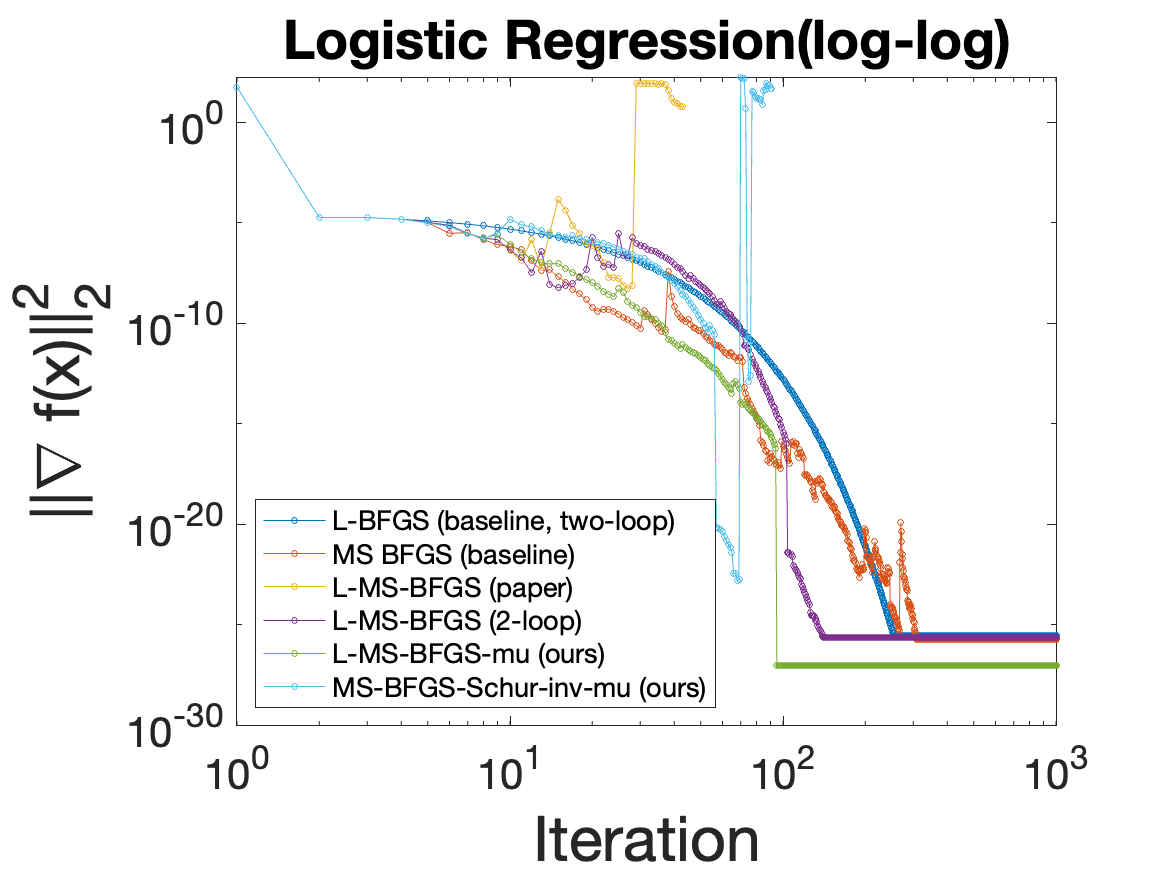 Logistic Regression(log-log)
||∇ f(x)||₂²
10⁰
10⁻¹⁰
10⁻²⁰
10⁻³⁰
L-BFGS (baseline, two-loop)
MS BFGS (baseline)
L-MS-BFGS (paper)
L-MS-BFGS (2-loop)
L-MS-BFGS-mu (ours)
MS-BFGS-Schur-inv-mu (ours)
10⁰ 10¹ 10² 10³
Iteration